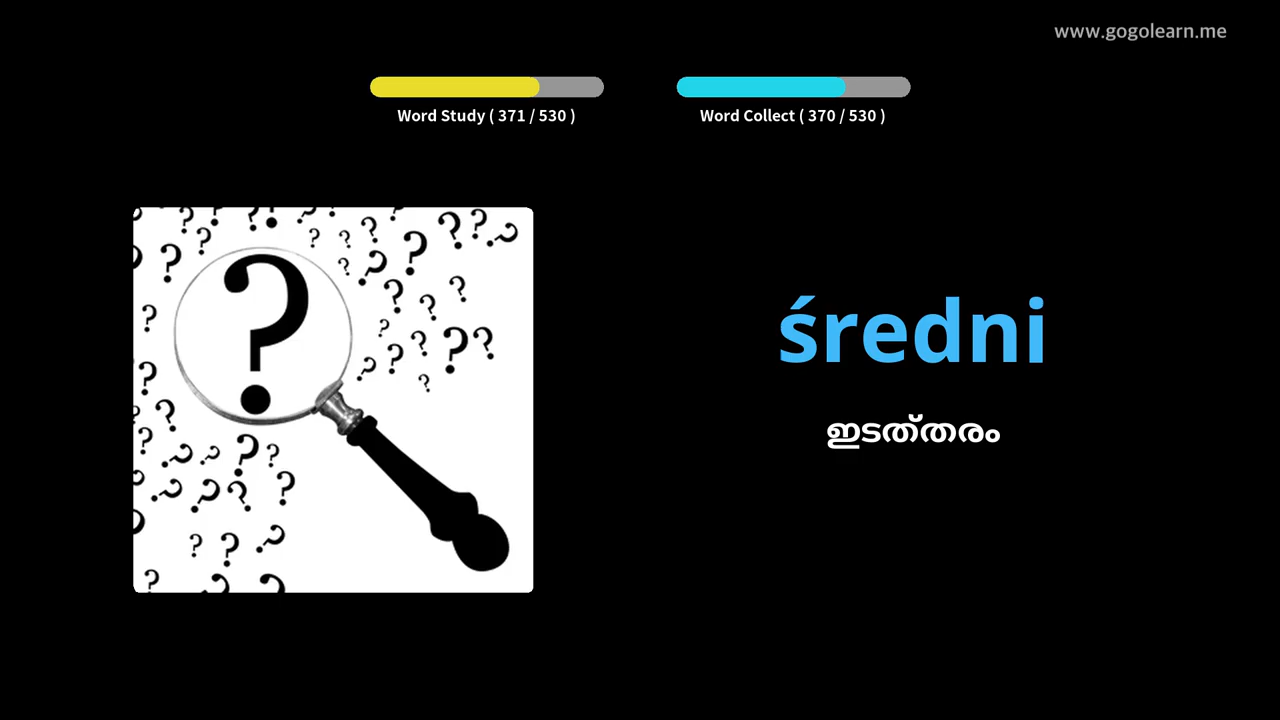 www.gogolearn.me
Word Study ( 371 / 530 )
Word Collect ( 370 / 530 )
średni
ഇടത്തരം